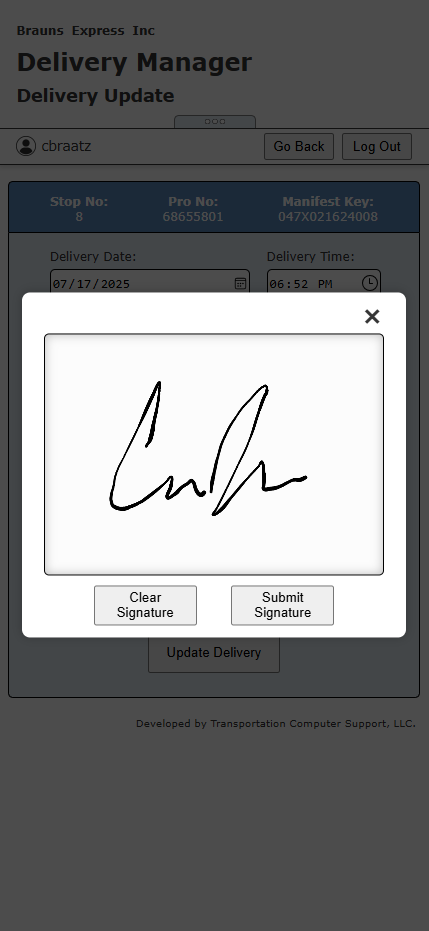 Brauns Express Inc
Delivery Manager
Delivery Update
cbraatz
Go Back
Log Out
Stop No:
8
Pro No:
68655801
Manifest Key:
047X021624008
Delivery Date:
Delivery Time:
07/17/2025
06:52 PM
Clear
Signature
Submit
Signature
Update Delivery
Developed by Transportation Computer Support, LLC.